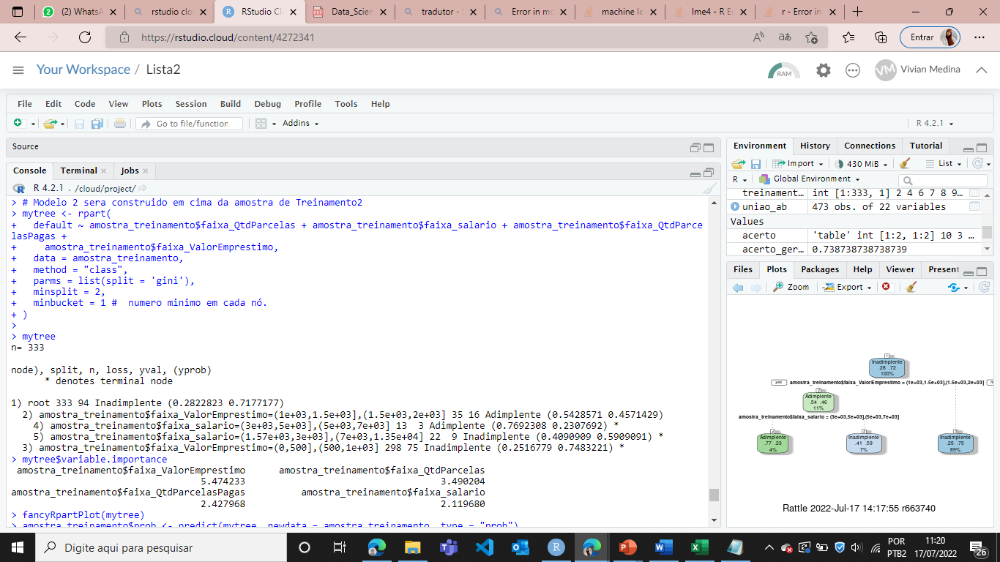 (2) WhatsA
rstudio clo
RStudio Clo
Data_Scien
tradutor -
Error in mo
machine le
lme4 - R Er
r - Error in
https://rstudio.cloud/content/4272341
Entrar
Your Workspace / Lista2
RAM
VM
Vivian Medina
File Edit Code View Plots Session Build Debug Profile Tools Help
Go to file/function
Addins
R 4.2.1
Source
Console Terminal Jobs
R 4.2.1 . /cloud/project/
> # Modelo 2 sera construido em cima da amostra de Treinamento2
> mytree <- rpart(
+   default ~ amostra_treinamento$faixa_QtdParcelas + amostra_treinamento$faixa_salario + amostra_treinamento$faixa_QtdParce
lasPagas +
+     amostra_treinamento$faixa_ValorEmprestimo,
+   data = amostra_treinamento,
+   method = "class",
+   parms = list(split = 'gini'),
+   minsplit = 2,
+   minbucket = 1 #  numero minimo em cada nó.
+ )
>
> mytree
n= 333
node), split, n, loss, yval, (yprob)
      * denotes terminal node
1) root 333 94 Inadimplente (0.2822823 0.7177177)
  2) amostra_treinamento$faixa_ValorEmprestimo=(1e+03,1.5e+03],(1.5e+03,2e+03] 35 16 Adimplente (0.5428571 0.4571429)
    4) amostra_treinamento$faixa_salario=(3e+03,5e+03],(5e+03,7e+03] 13  3 Adimplente (0.7692308 0.2307692) *
    5) amostra_treinamento$faixa_salario=(1.57e+03,3e+03],(7e+03,1.35e+04] 22  9 Inadimplente (0.4090909 0.5909091) *
  3) amostra_treinamento$faixa_ValorEmprestimo=(0,500],(500,1e+03] 298 75 Inadimplente (0.2516779 0.7483221) *
> mytree$variable.importance
 amostra_treinamento$faixa_ValorEmprestimo      amostra_treinamento$faixa_QtdParcelas
                                  5.474233                                   3.490204
amostra_treinamento$faixa_QtdParcelasPagas          amostra_treinamento$faixa_salario
                                  2.427968                                   2.119680
> fancyRpartPlot(mytree)
> amostra_treinamento$prob <- predict(mytree, newdata = amostra_treinamento, type = "prob")
Environment History Connections Tutorial
Import 430 MiB List
R Global Environment
treinament... int [1:333, 1] 2 4 6 7 8 9...
uniao_ab 473 obs. of 22 variables
Values
acerto 'table' int [1:2, 1:2] 10 3 ...
acerto_ger... 0.738738738738739
Files Plots Packages Help Viewer Present
Zoom Export
1
Inadimplente
.28 .72
100%
yes amostra_treinamento$faixa_ValorEmprestimo = (1e+03,1.5e+03],(1.5e+03,2e+03]
2
Adimplente
.54 .46
11%
amostra_treinamento$faixa_salario = (3e+03,5e+03],(5e+03,7e+03]
4
Adimplente
.77 .23
4%
5
Inadimplente
.41 .59
7%
3
Inadimplente
.25 .75
89%
Rattle 2022-Jul-17 14:17:55 r663740
Digite aqui para pesquisar
POR
PTB2
11:20
17/07/2022
26